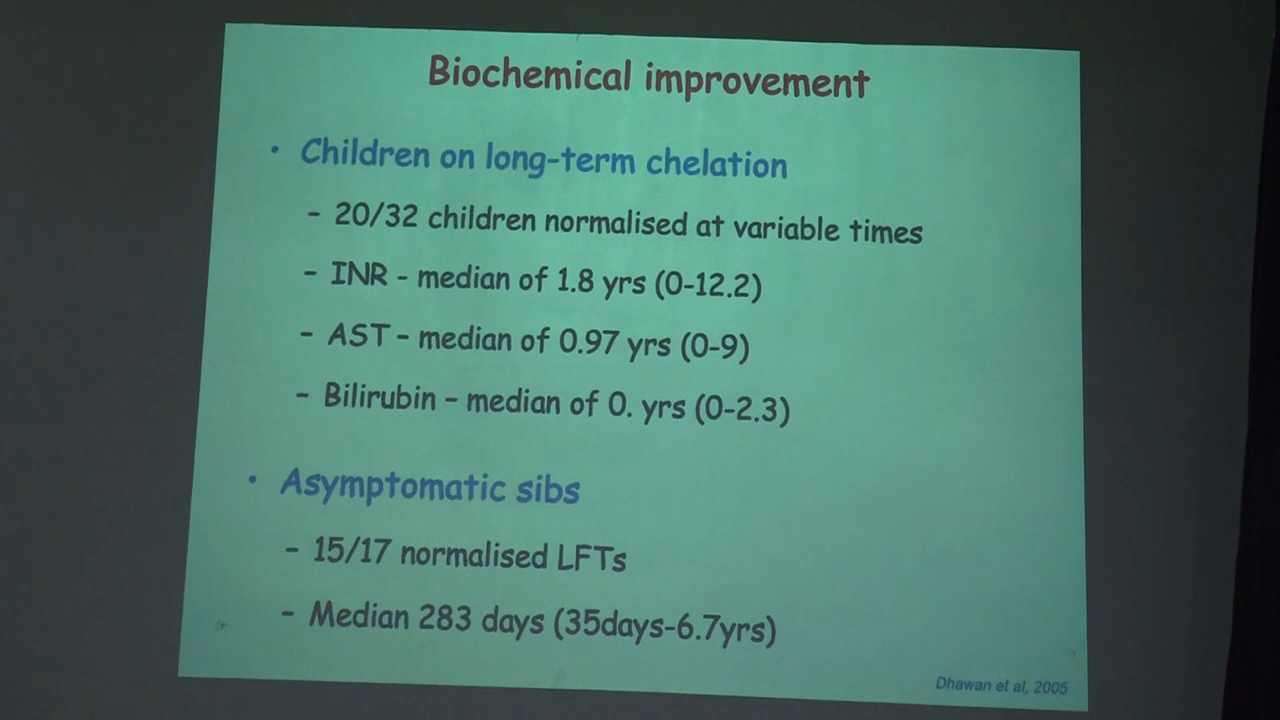 Biochemical improvement
• Children on long-term chelation
– 20/32 children normalised at variable times
– INR – median of 1.8 yrs (0-12.2)
– AST – median of 0.97 yrs (0-9)
– Bilirubin – median of 0. yrs (0-2.3)
• Asymptomatic sibs
– 15/17 normalised LFTs
– Median 283 days (35days-6.7yrs)
Dhawan et al, 2005